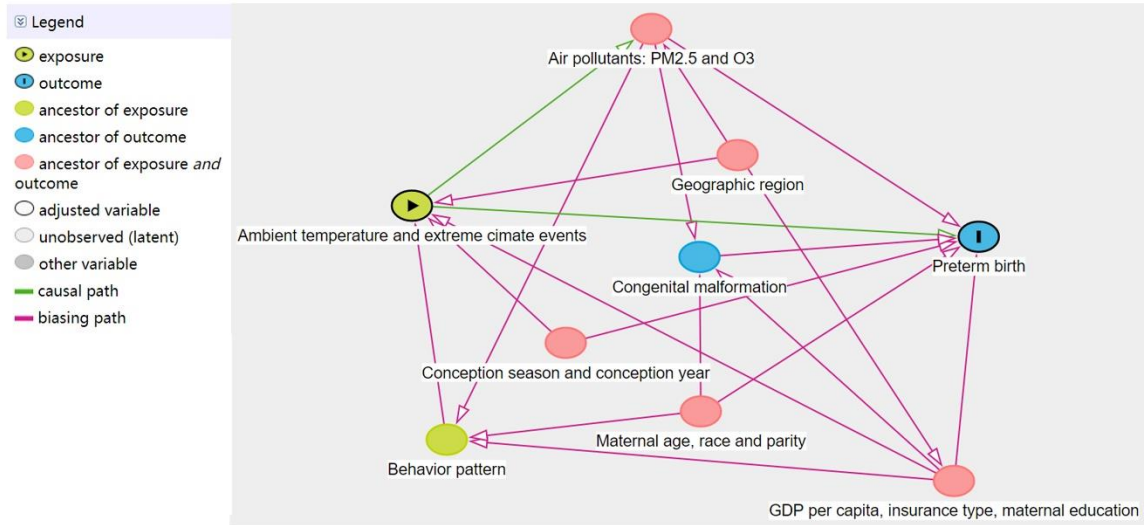 Legend
exposure
outcome
ancestor of exposure
ancestor of outcome
ancestor of exposure and
outcome
adjusted variable
unobserved (latent)
other variable
causal path
biasing path
Air pollutants: PM2.5 and O3
Geographic region
Ambient temperature and extreme cimate events
Preterm birth
Congenital malformation
Conception season and conception year
Maternal age, race and parity
Behavior pattern
GDP per capita, insurance type, maternal education